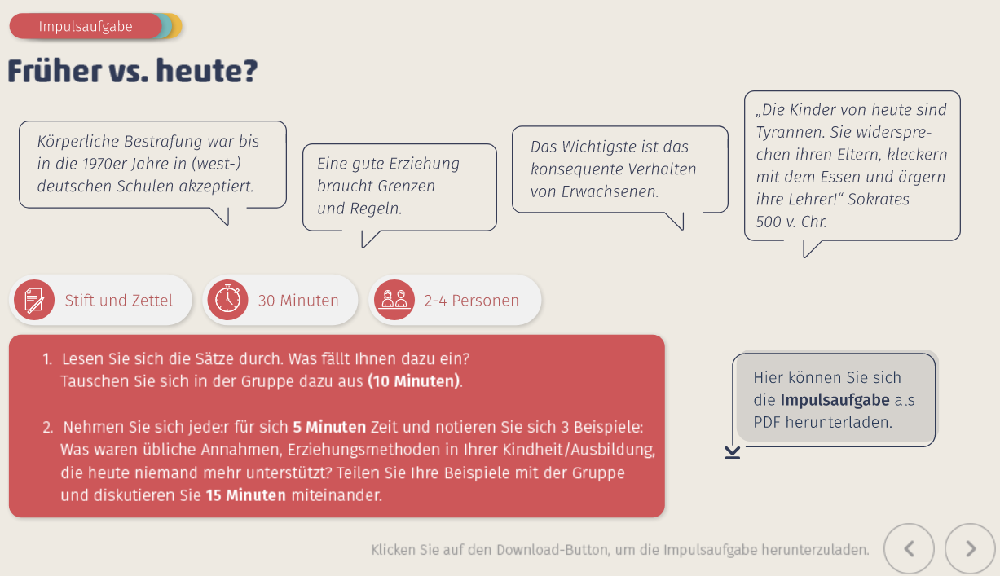 Impulsaufgabe
Früher vs. heute?
Körperliche Bestrafung war bis
in die 1970er Jahre in (west-)
deutschen Schulen akzeptiert.
Eine gute Erziehung
braucht Grenzen
und Regeln.
Das Wichtigste ist das
konsequente Verhalten
von Erwachsenen.
„Die Kinder von heute sind
Tyrannen. Sie widerspre-
chen ihren Eltern, kleckern
mit dem Essen und ärgern
ihre Lehrer!“ Sokrates
500 v. Chr.
Stift und Zettel
30 Minuten
2-4 Personen
1. Lesen Sie sich die Sätze durch. Was fällt Ihnen dazu ein?
Tauschen Sie sich in der Gruppe dazu aus (10 Minuten).
2. Nehmen Sie sich jede:r für sich 5 Minuten Zeit und notieren Sie sich 3 Beispiele:
Was waren übliche Annahmen, Erziehungsmethoden in Ihrer Kindheit/Ausbildung,
die heute niemand mehr unterstützt? Teilen Sie Ihre Beispiele mit der Gruppe
und diskutieren Sie 15 Minuten miteinander.
Hier können Sie sich
die Impulsaufgabe als
PDF herunterladen.
Klicken Sie auf den Download-Button, um die Impulsaufgabe herunterzuladen.